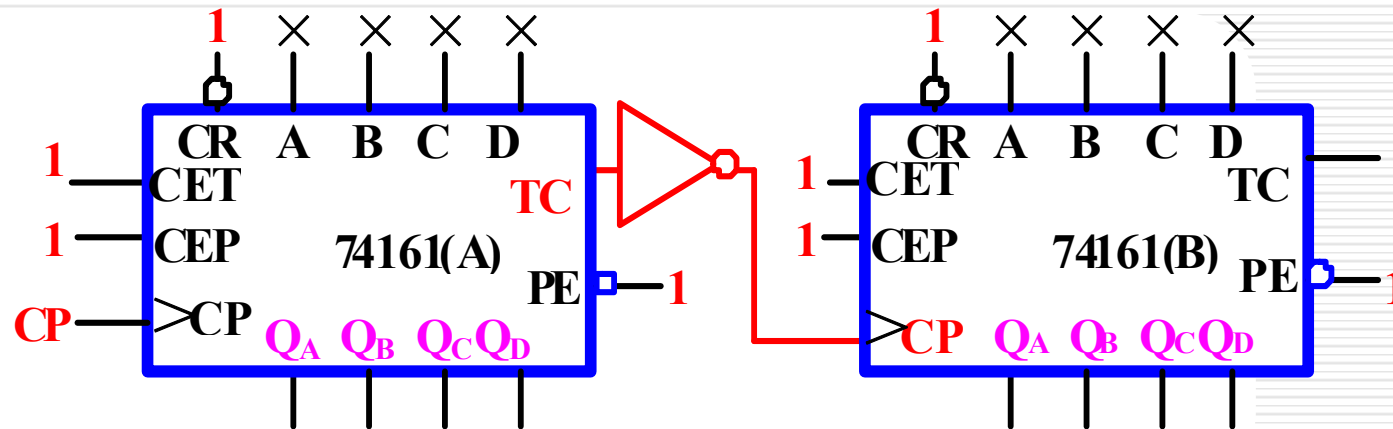 1 × × × × 1 × × × ×
CR A B C D CR A B C D
1 CET 1 CET
TC TC
1 CEP 74161(A) 1 CEP 74161(B)
PE 1 PE 1
CP CP CP
QA QB QC QD QA QB QC QD